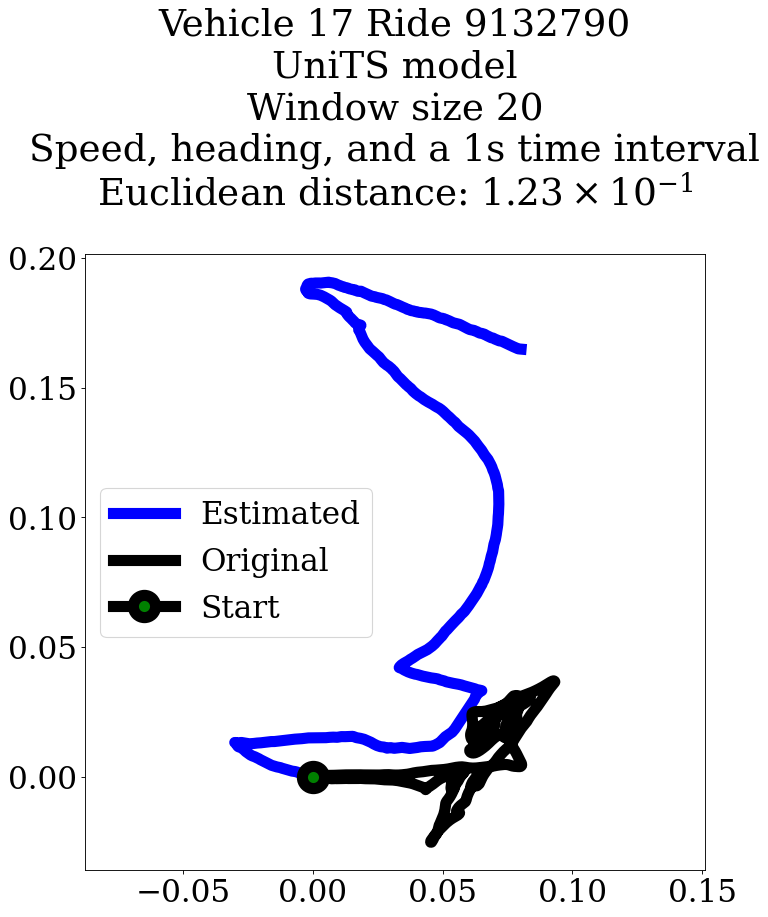 Vehicle 17 Ride 9132790
UniTS model
Window size 20
Speed, heading, and a 1s time interval
Euclidean distance: 1.23 × 10⁻¹
0.20
0.15
0.10
0.05
0.00
Estimated
Original
Start
−0.05 0.00 0.05 0.10 0.15